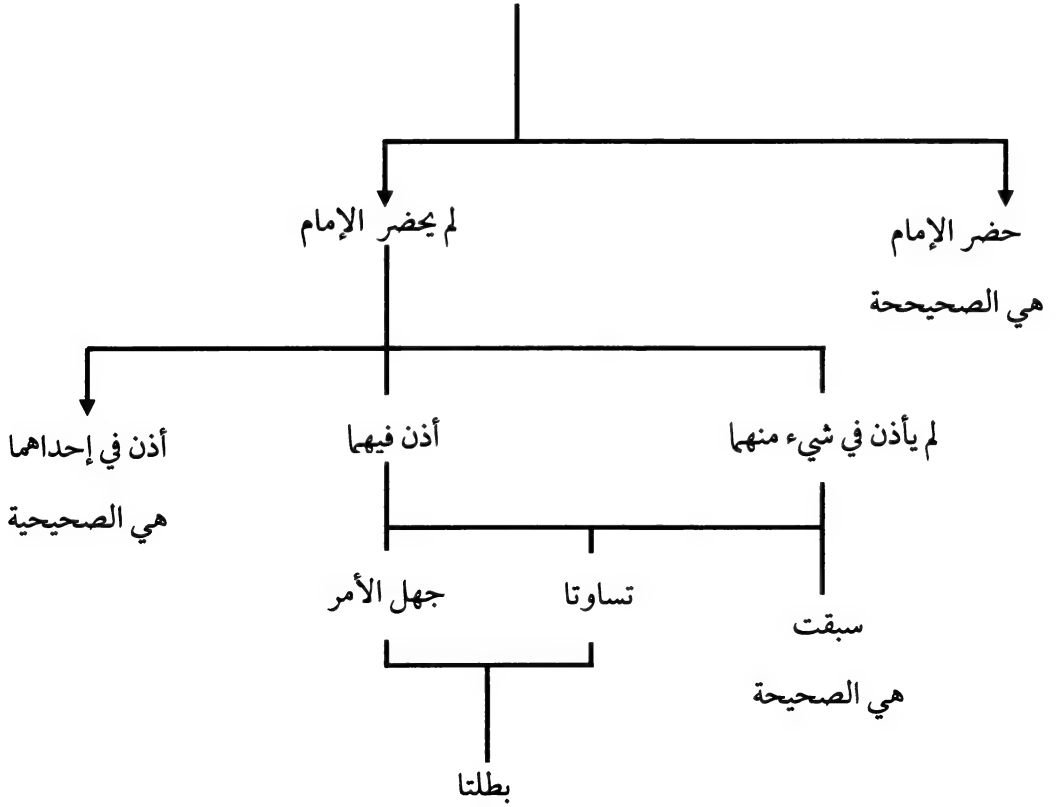 حضر الإمام
هي الصحيححة
لم يحضر الإمام
لم يأذن في شيء منهما
أذن فيهما
أذن في إحداهما
هي الصحيحية
سبقت
هي الصحيحة
تساوتا
جهل الأمر
بطلتا